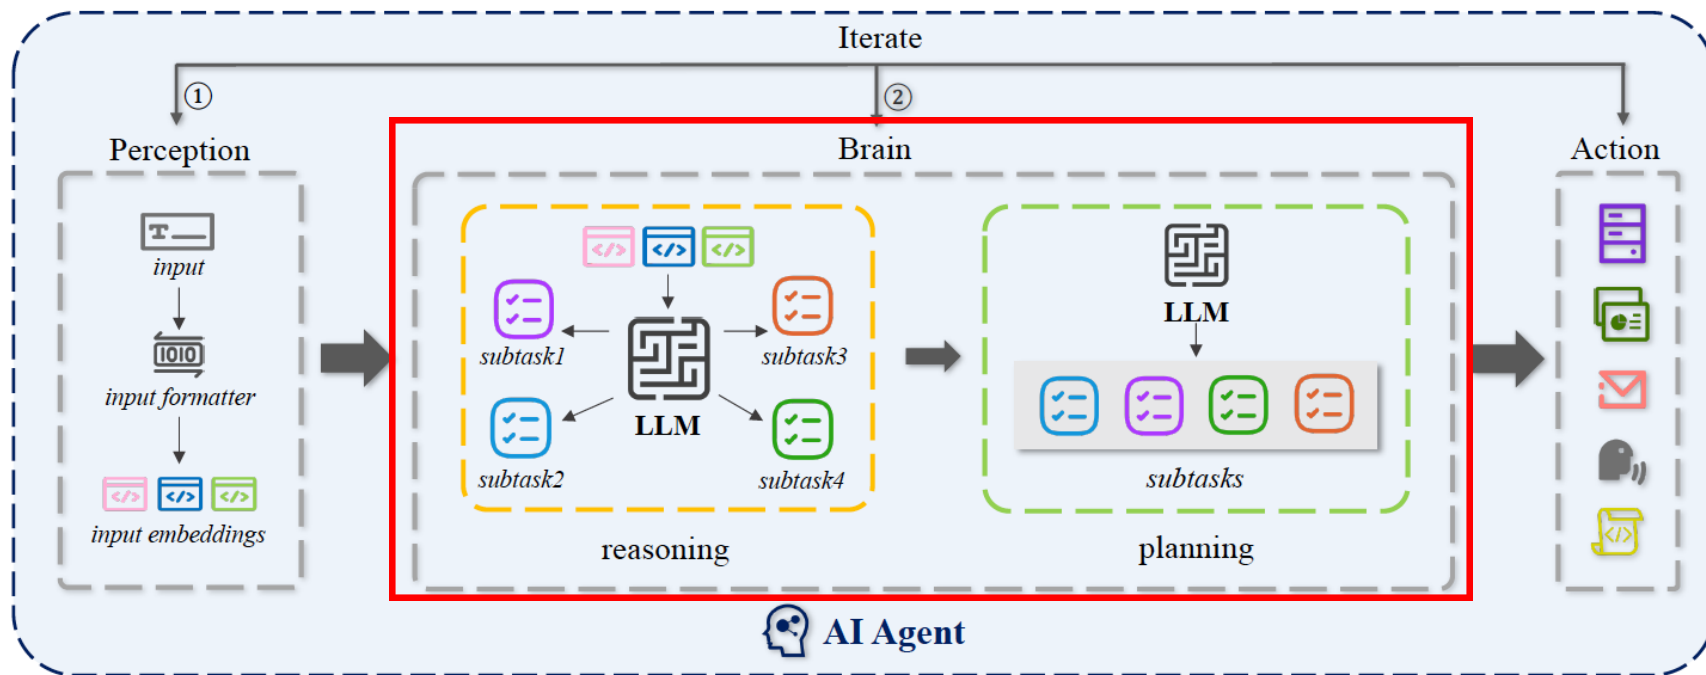 Iterate
①
②
Perception
Brain
Action
T
input
1010
input formatter
</>
</>
</>
input embeddings
</>
</>
</>
subtask1
subtask3
LLM
subtask2
subtask4
reasoning
LLM
subtasks
planning
</>
AI Agent